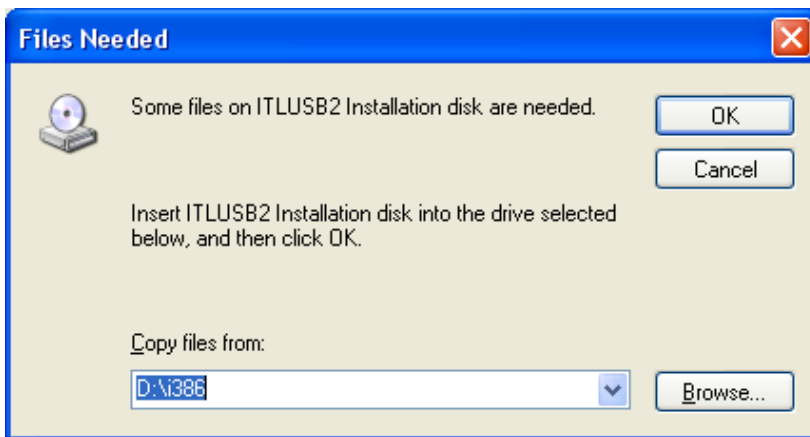 Files Needed
Some files on ITLUSB2 Installation disk are needed.
OK
Cancel
Insert ITLUSB2 Installation disk into the drive selected
below, and then click OK.
Copy files from:
D:\i386
Browse...